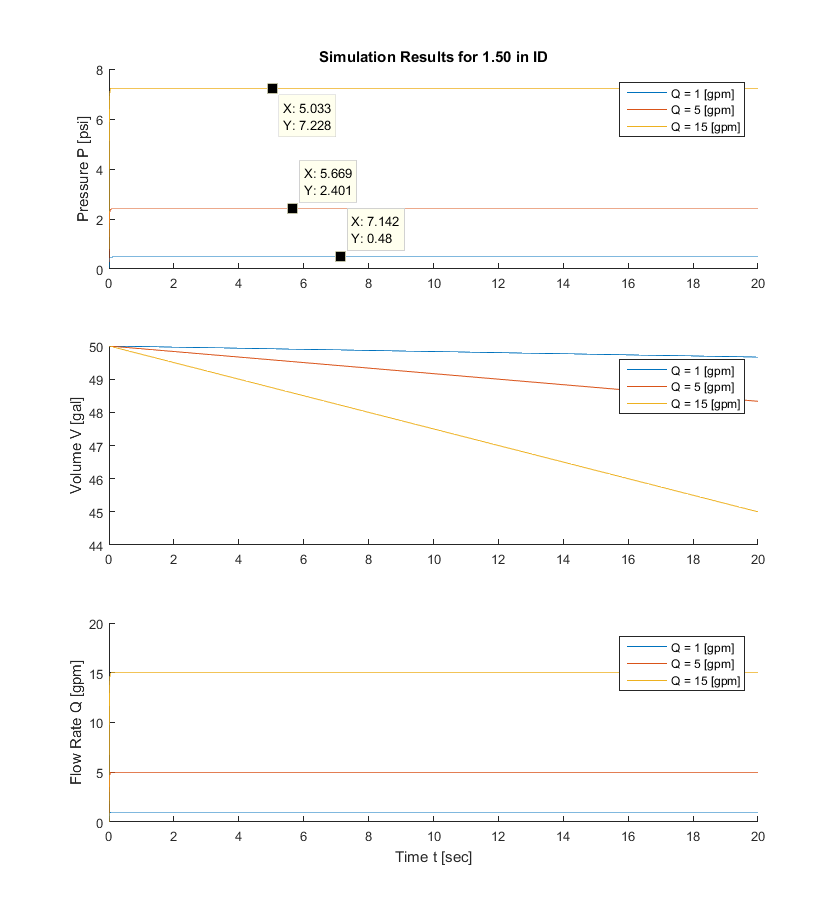 Simulation Results for 1.50 in ID
8
6
4
2
0
Pressure P [psi]
Q = 1 [gpm]
Q = 5 [gpm]
Q = 15 [gpm]
X: 5.033
Y: 7.228
X: 5.669
Y: 2.401
X: 7.142
Y: 0.48
0 2 4 6 8 10 12 14 16 18 20
50
49
48
47
46
45
44
Volume V [gal]
Q = 1 [gpm]
Q = 5 [gpm]
Q = 15 [gpm]
0 2 4 6 8 10 12 14 16 18 20
20
15
10
5
0
Flow Rate Q [gpm]
Q = 1 [gpm]
Q = 5 [gpm]
Q = 15 [gpm]
0 2 4 6 8 10 12 14 16 18 20
Time t [sec]